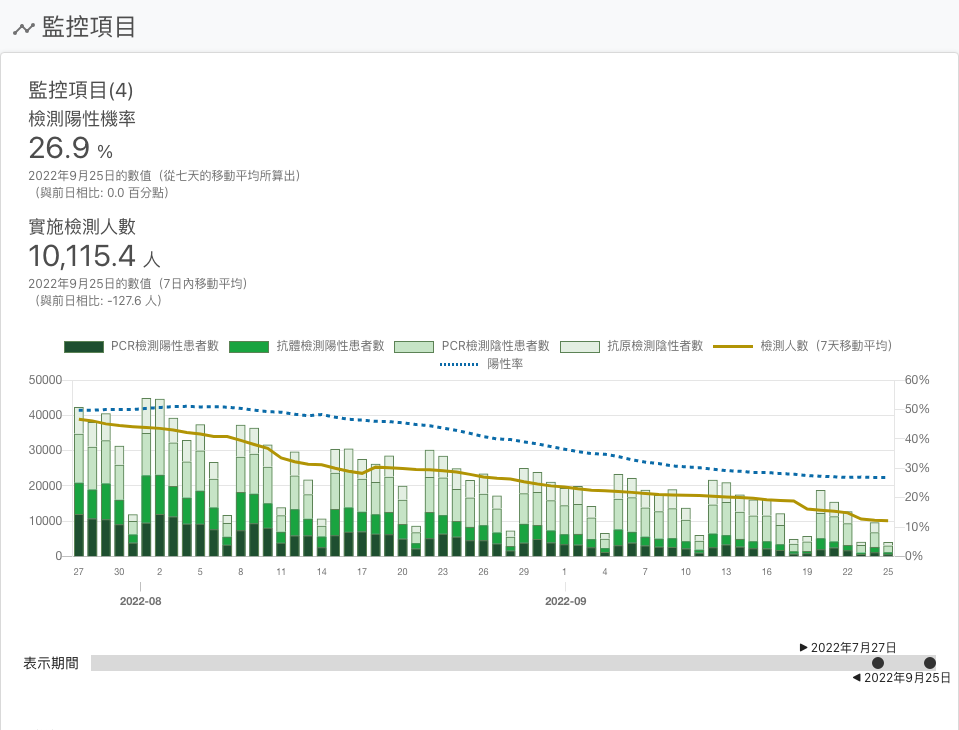 監控項目
監控項目(4)
檢測陽性機率
26.9 %
2022年9月25日的數值（從七天的移動平均所算出）
（與前日相比: 0.0 百分點）
實施檢測人數
10,115.4 人
2022年9月25日的數值（7日內移動平均）
（與前日相比: -127.6 人）
PCR檢測陽性患者數 抗體檢測陽性患者數 PCR檢測陰性患者數 抗原檢測陰性者數 檢測人數（7天移動平均）
陽性率
50000 60%
40000 50%
30000 40%
20000 30%
10000 20%
0 10%
0%
27 30 2 5 8 11 14 17 20 23 26 29 1 4 7 10 13 16 19 22 25
2022-08 2022-09
▶ 2022年7月27日
表示期間
◀ 2022年9月25日